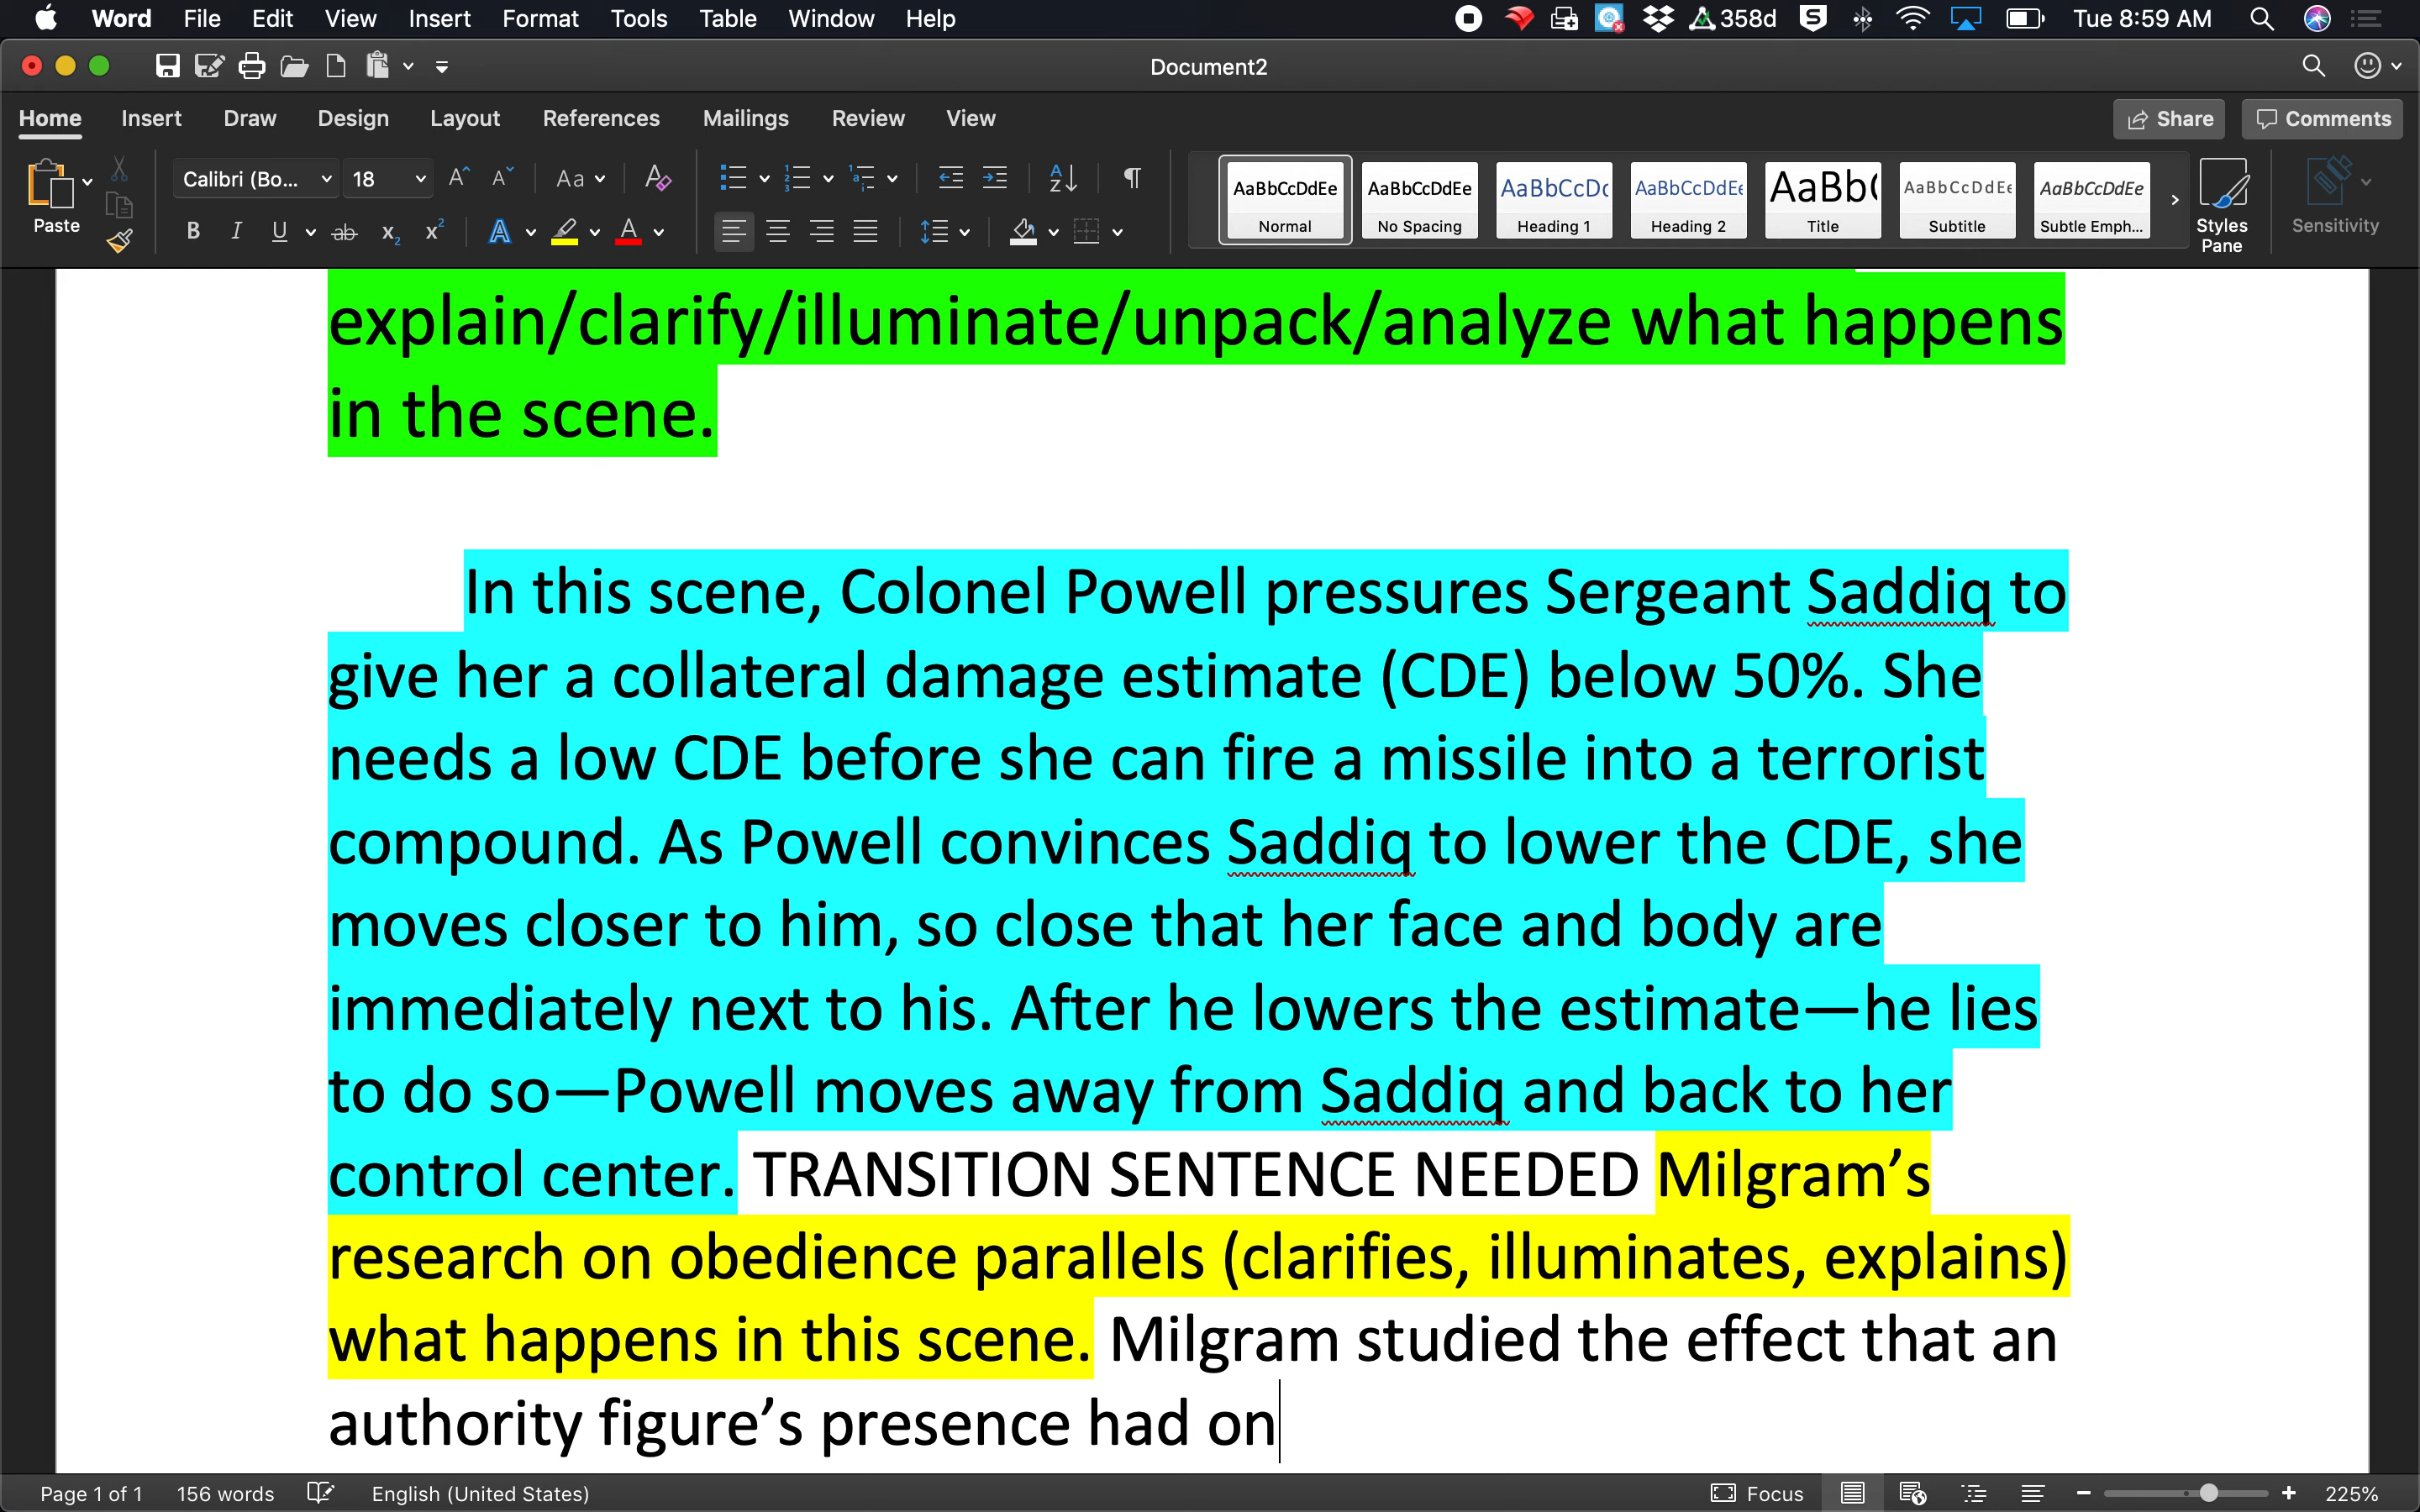 Word File Edit View Insert Format Tools Table Window Help 358d Tue 8:59 AM
Document2
Home Insert Draw Design Layout References Mailings Review View Share Comments
Paste Calibri (Bo... 18 Aa AaBbCcDdEe AaBbCcDdEe AaBbCcDc AaBbCcDdEe AaBb( AaBbCcDdEe AaBbCcDdEe
Normal No Spacing Heading 1 Heading 2 Title Subtitle Subtle Emph... Styles Pane Sensitivity
explain/clarify/illuminate/unpack/analyze what happens
in the scene.
In this scene, Colonel Powell pressures Sergeant Saddiq to
give her a collateral damage estimate (CDE) below 50%. She
needs a low CDE before she can fire a missile into a terrorist
compound. As Powell convinces Saddiq to lower the CDE, she
moves closer to him, so close that her face and body are
immediately next to his. After he lowers the estimate—he lies
to do so—Powell moves away from Saddiq and back to her
control center. TRANSITION SENTENCE NEEDED Milgram’s
research on obedience parallels (clarifies, illuminates, explains)
what happens in this scene. Milgram studied the effect that an
authority figure’s presence had on
Page 1 of 1 156 words English (United States) Focus 225%